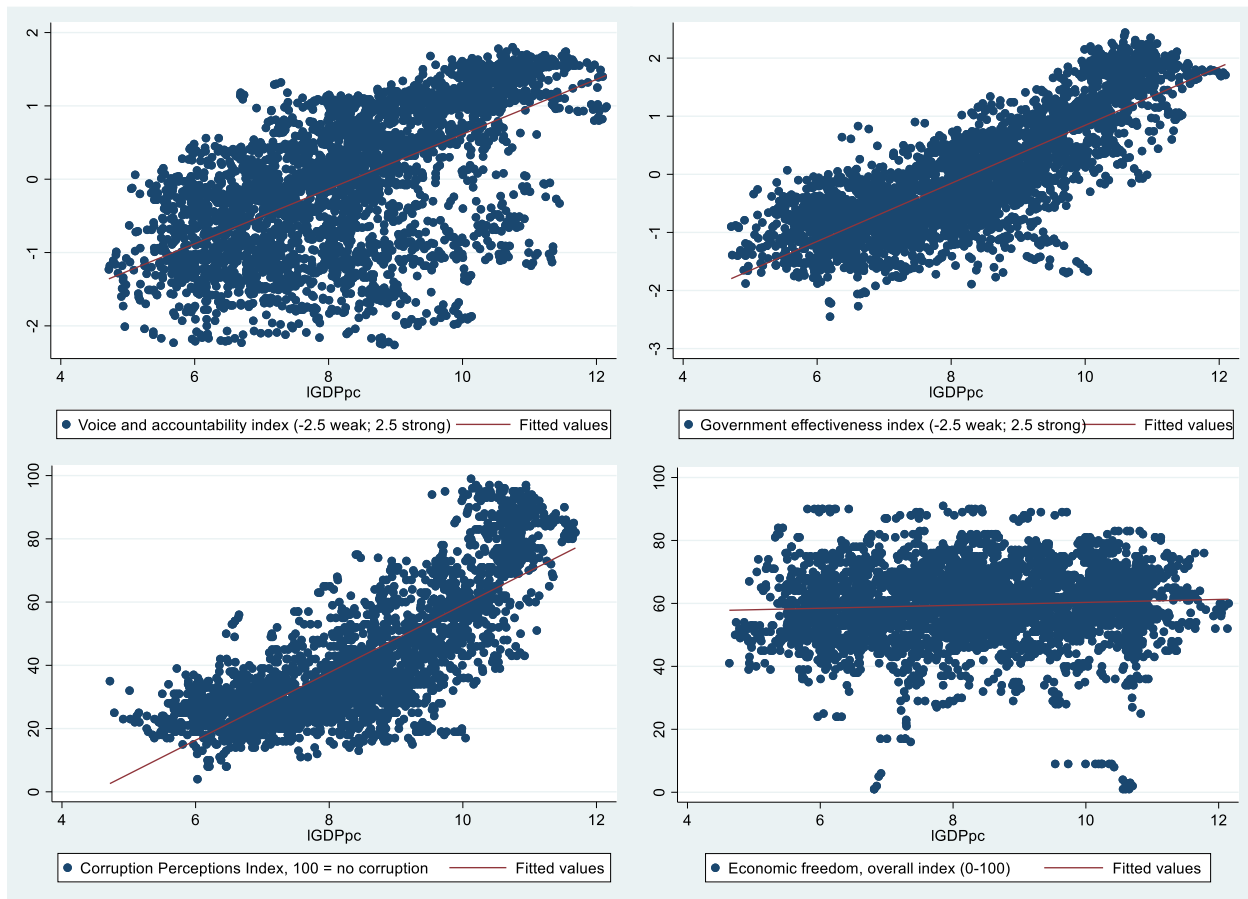 2
1
0
-1
-2
4 6 8 10 12
lGDPpc
Voice and accountability index (-2.5 weak; 2.5 strong) Fitted values
2
1
0
-1
-2
-3
4 6 8 10 12
lGDPpc
Government effectiveness index (-2.5 weak; 2.5 strong) Fitted values
100
80
60
40
20
0
4 6 8 10 12
lGDPpc
Corruption Perceptions Index, 100 = no corruption Fitted values
100
80
60
40
20
0
4 6 8 10 12
lGDPpc
Economic freedom, overall index (0-100) Fitted values